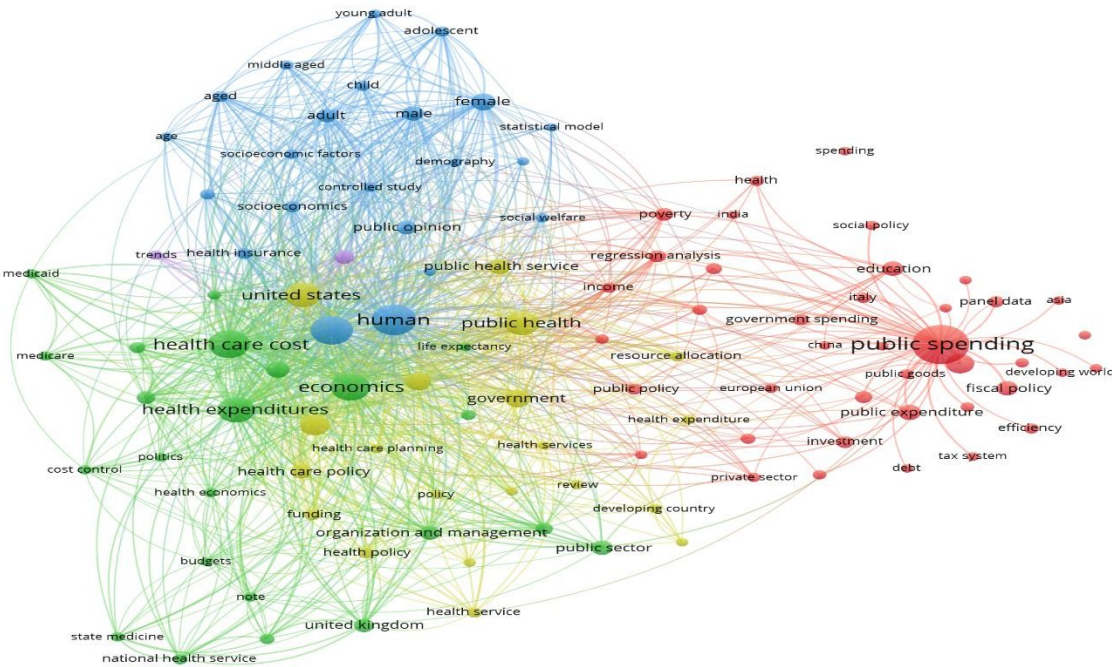 young adult
adolescent
middle aged
child
aged
female
adult
male
statistical model
age
spending
socioeconomic factors
demography
health
controlled study
socioeconomics
poverty
india
social welfare
social policy
public opinion
trends
health insurance
regression analysis
public health service
education
medicaid
income
united states
italy
panel data
asia
human
public health
government spending
health care cost
life expectancy
china
public spending
medicare
resource allocation
public goods
developing world
economics
public policy
european union
fiscal policy
government
health expenditures
public expenditure
health expenditure
efficiency
health care planning
health services
investment
politics
tax system
cost control
health care policy
debt
private sector
review
health economics
policy
funding
developing country
organization and management
public sector
health policy
budgets
note
health service
united kingdom
state medicine
national health service